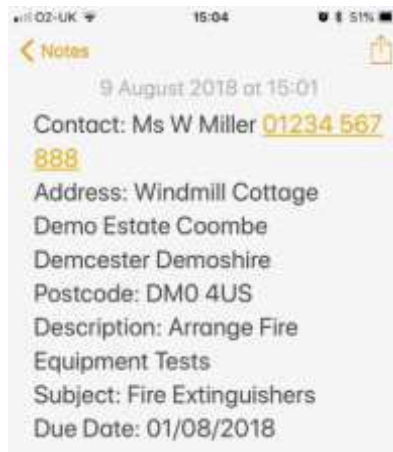 O2-UK 15:04 51%
Notes
9 August 2018 at 15:01
Contact: Ms W Miller 01234 567
888
Address: Windmill Cottage
Demo Estate Coombe
Demcester Demoshire
Postcode: DM0 4US
Description: Arrange Fire
Equipment Tests
Subject: Fire Extinguishers
Due Date: 01/08/2018